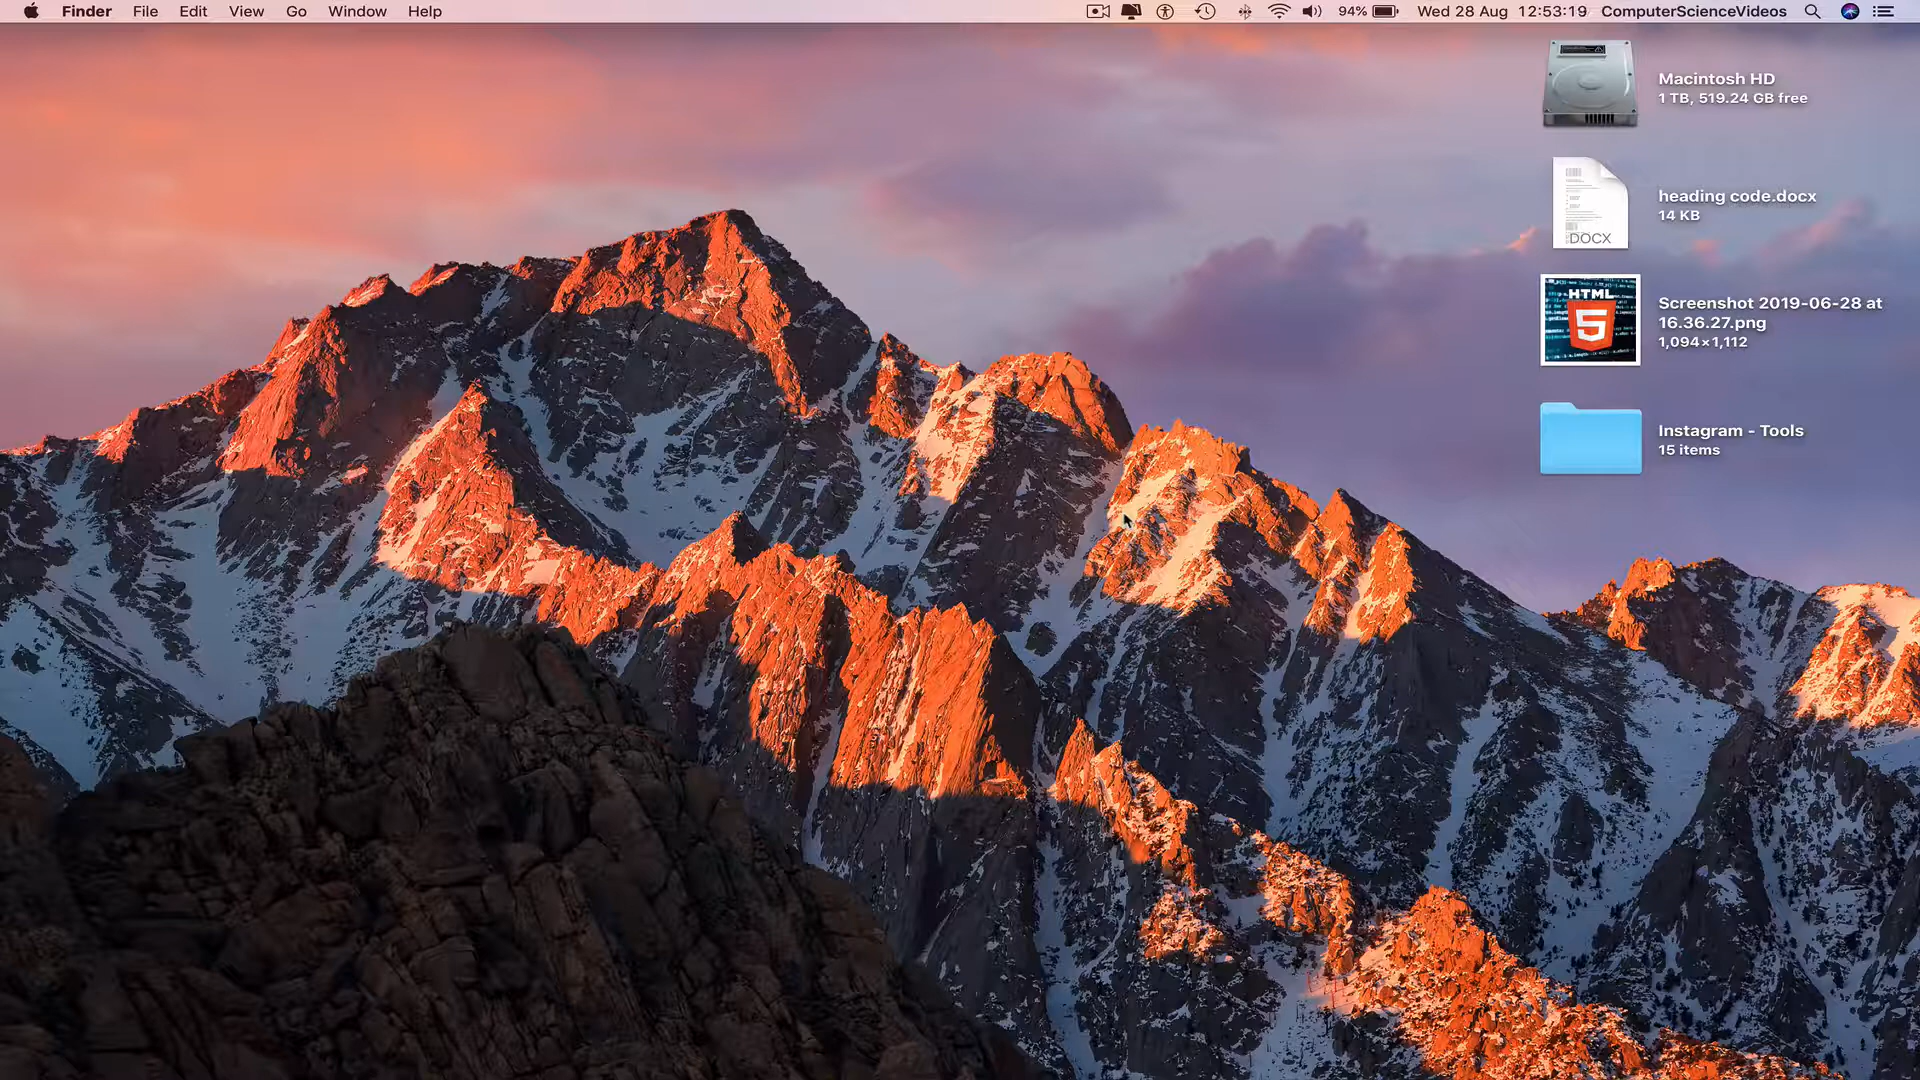 Finder File Edit View Go Window Help 94% Wed 28 Aug 12:53:19 ComputerScienceVideos
Macintosh HD
1 TB, 519.24 GB free
heading code.docx
14 KB
DOCX
HTML
5
Screenshot 2019-06-28 at
16.36.27.png
1,094×1,112
Instagram - Tools
15 items